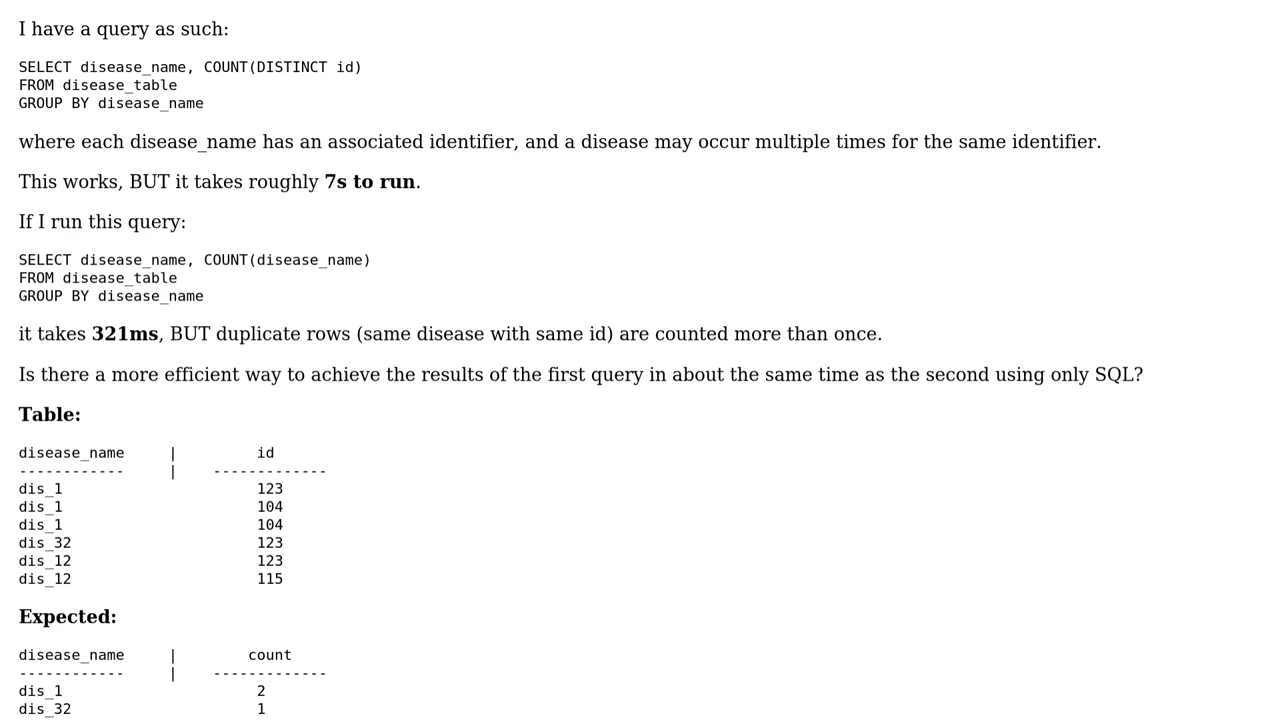 I have a query as such:
SELECT disease_name, COUNT(DISTINCT id)
FROM disease_table
GROUP BY disease_name
where each disease_name has an associated identifier, and a disease may occur multiple times for the same identifier.
This works, BUT it takes roughly 7s to run.
If I run this query:
SELECT disease_name, COUNT(disease_name)
FROM disease_table
GROUP BY disease_name
it takes 321ms, BUT duplicate rows (same disease with same id) are counted more than once.
Is there a more efficient way to achieve the results of the first query in about the same time as the second using only SQL?
Table:
disease_name     |         id
------------     |    -------------
dis_1                      123
dis_1                      104
dis_1                      104
dis_32                     123
dis_12                     123
dis_12                     115
Expected:
disease_name     |        count
------------     |    -------------
dis_1                      2
dis_32                     1